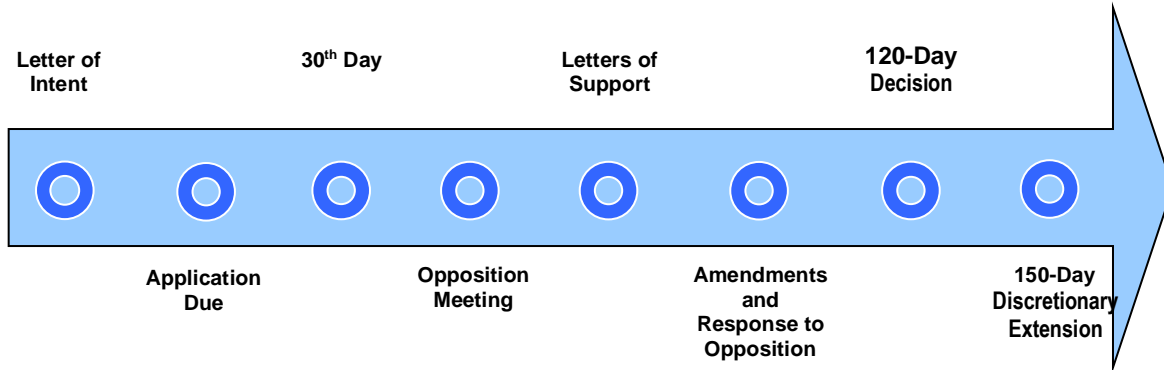 Letter of
Intent
30th Day
Letters of
Support
120-Day
Decision
Application
Due
Opposition
Meeting
Amendments
and
Response to
Opposition
150-Day
Discretionary
Extension